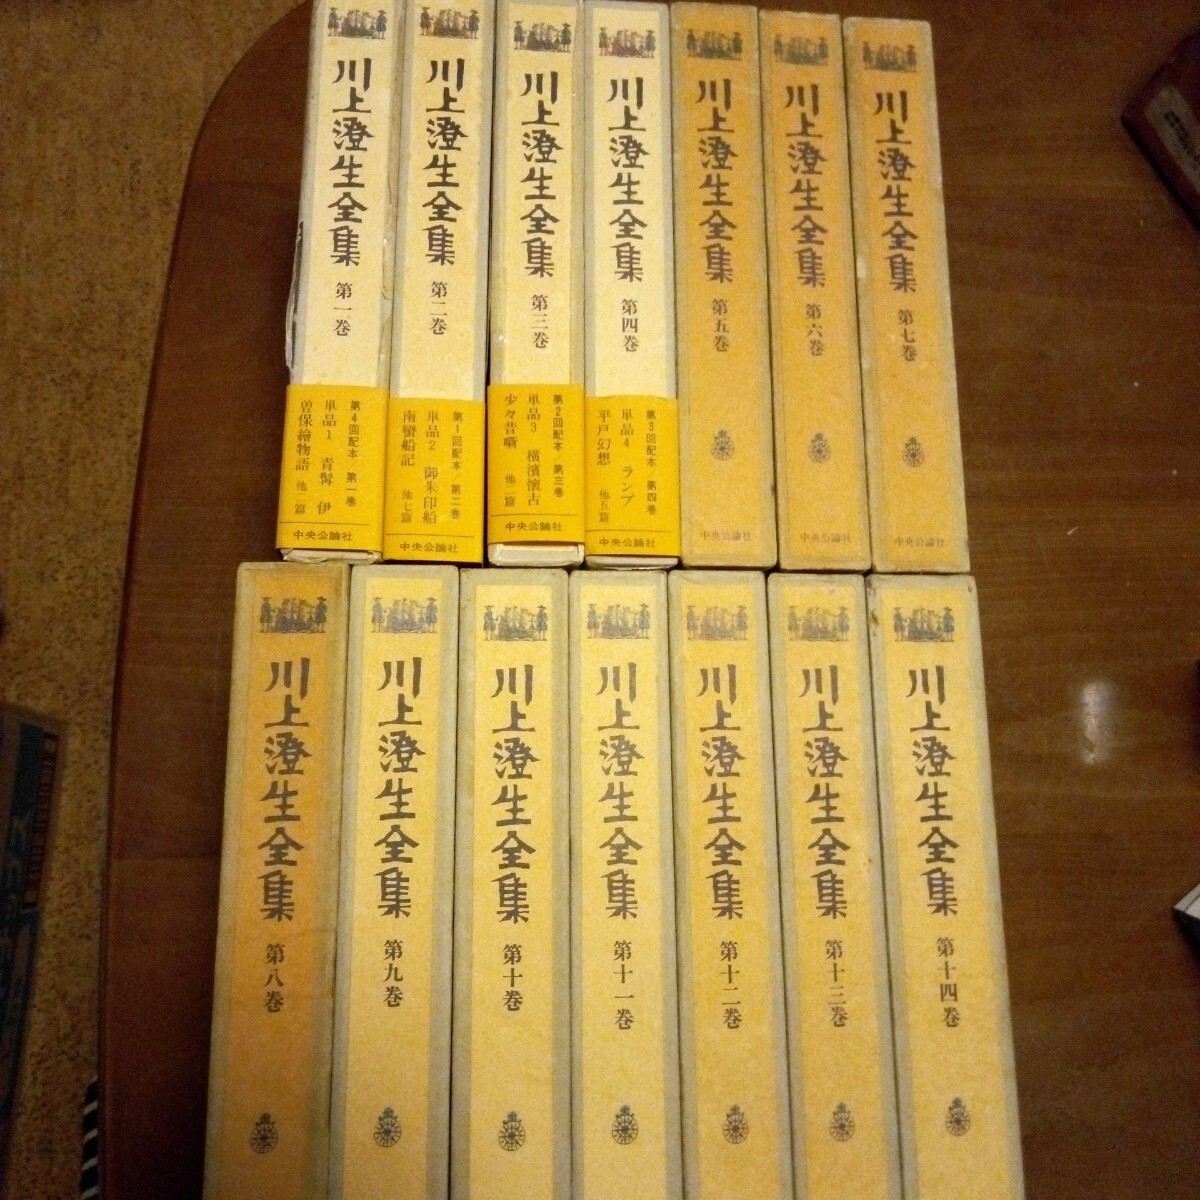 川上澄生全集 第一巻
第4回配本/第一巻
単品1 青髯 伊
曽保繪物語 他二篇
中央公論社
川上澄生全集 第二巻
第1回配本 第二巻
単品2 御朱印船
南蠻船記 他七篇
中央公論社
川上澄生全集 第三巻
第2回配本/第三巻
単品3 横濱懐古
少々昔噺 他二篇
中央公論社
川上澄生全集 第四巻
第3回配本 第四巻
単品4 ランプ
平戸幻想 他五篇
中央公論社
川上澄生全集 第五巻
中央公論社
川上澄生全集 第六巻
中央公論社
川上澄生全集 第七巻
中央公論社
川上澄生全集 第八巻
川上澄生全集 第九巻
川上澄生全集 第十巻
川上澄生全集 第十一巻
川上澄生全集 第十二巻
川上澄生全集 第十三巻
川上澄生全集 第十四巻